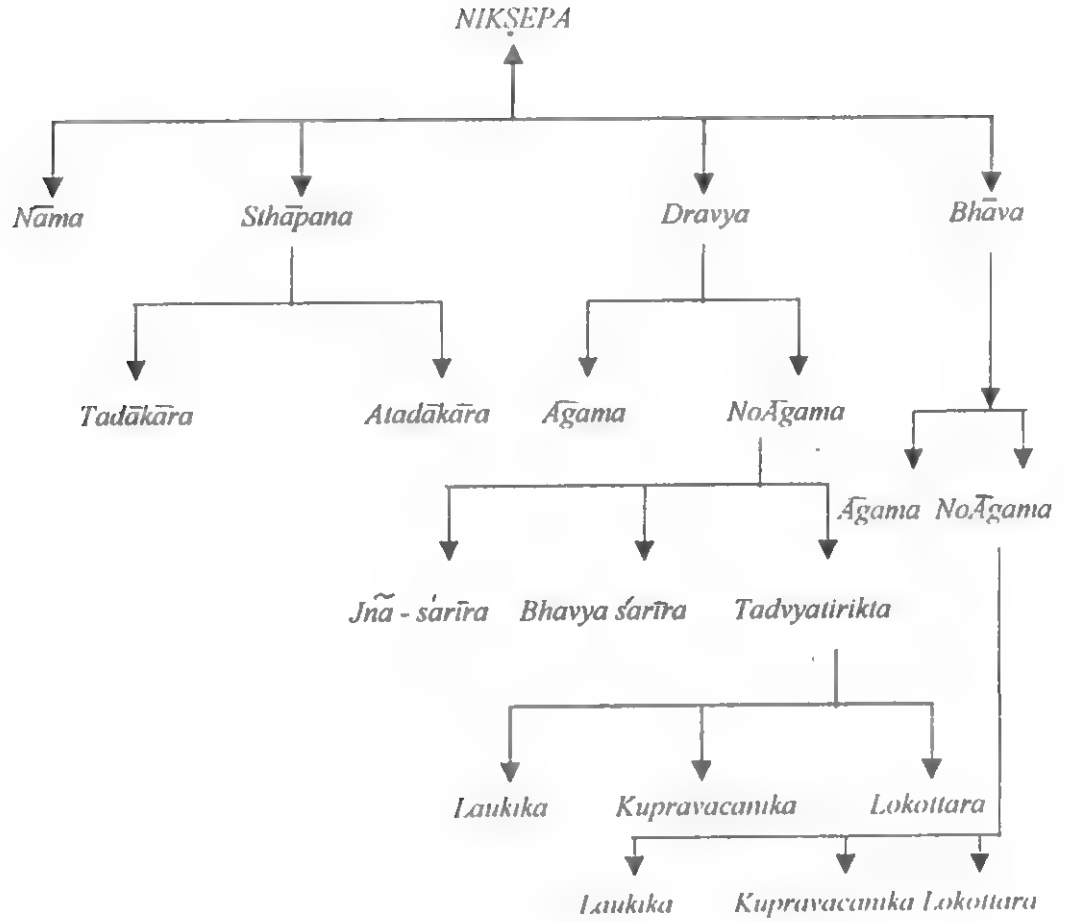 NIKṢEPA
Nāma Sthāpana Dravya Bhāva
Tadākāra Atadākāra Āgama NoĀgama
Āgama NoĀgama
Jñā - śarīra Bhavya śarīra Tadvyatirikta
Laukika Kupravacanika Lokottara
Laukika Kupravacanika Lokottara